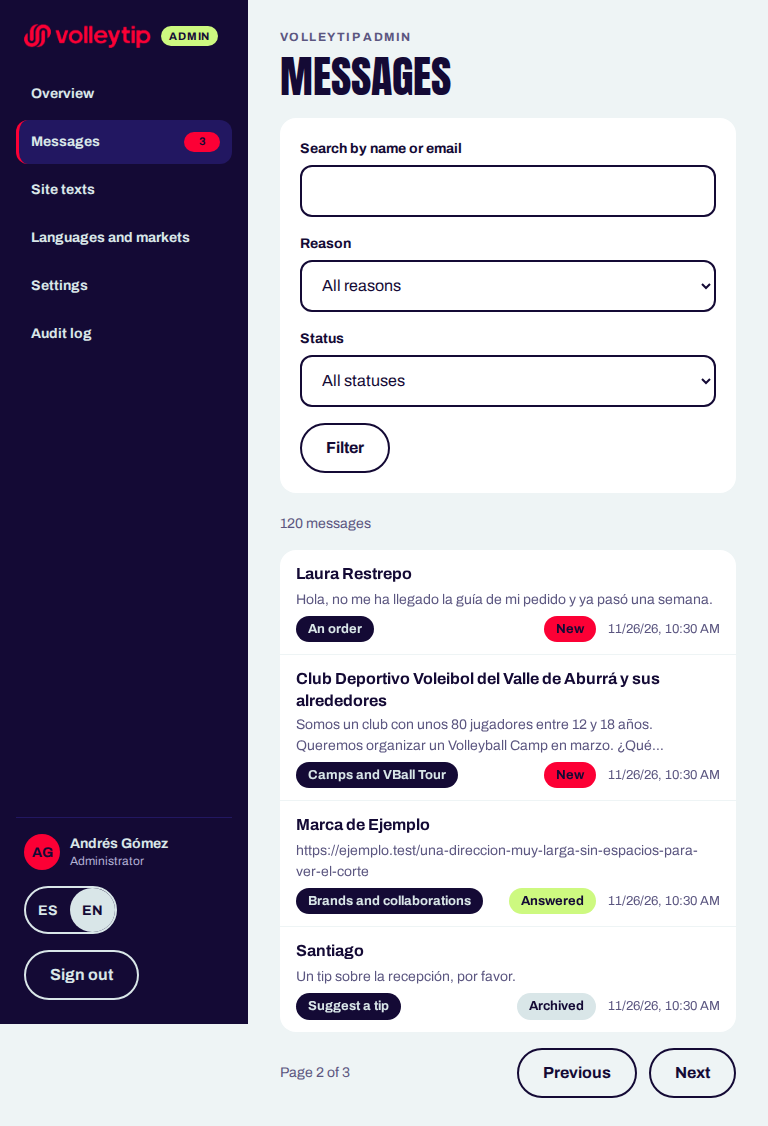 volleytip ADMIN
Overview
Messages 3
Site texts
Languages and markets
Settings
Audit log
AG Andrés Gómez
Administrator
ES EN
Sign out
VOLLEYTIP ADMIN
MESSAGES
Search by name or email
Reason
All reasons
Status
All statuses
Filter
120 messages
Laura Restrepo
Hola, no me ha llegado la guía de mi pedido y ya pasó una semana.
An order New 11/26/26, 10:30 AM
Club Deportivo Voleibol del Valle de Aburrá y sus
alrededores
Somos un club con unos 80 jugadores entre 12 y 18 años.
Queremos organizar un Volleyball Camp en marzo. ¿Qué...
Camps and VBall Tour New 11/26/26, 10:30 AM
Marca de Ejemplo
https://ejemplo.test/una-direccion-muy-larga-sin-espacios-para-
ver-el-corte
Brands and collaborations Answered 11/26/26, 10:30 AM
Santiago
Un tip sobre la recepción, por favor.
Suggest a tip Archived 11/26/26, 10:30 AM
Page 2 of 3 Previous Next